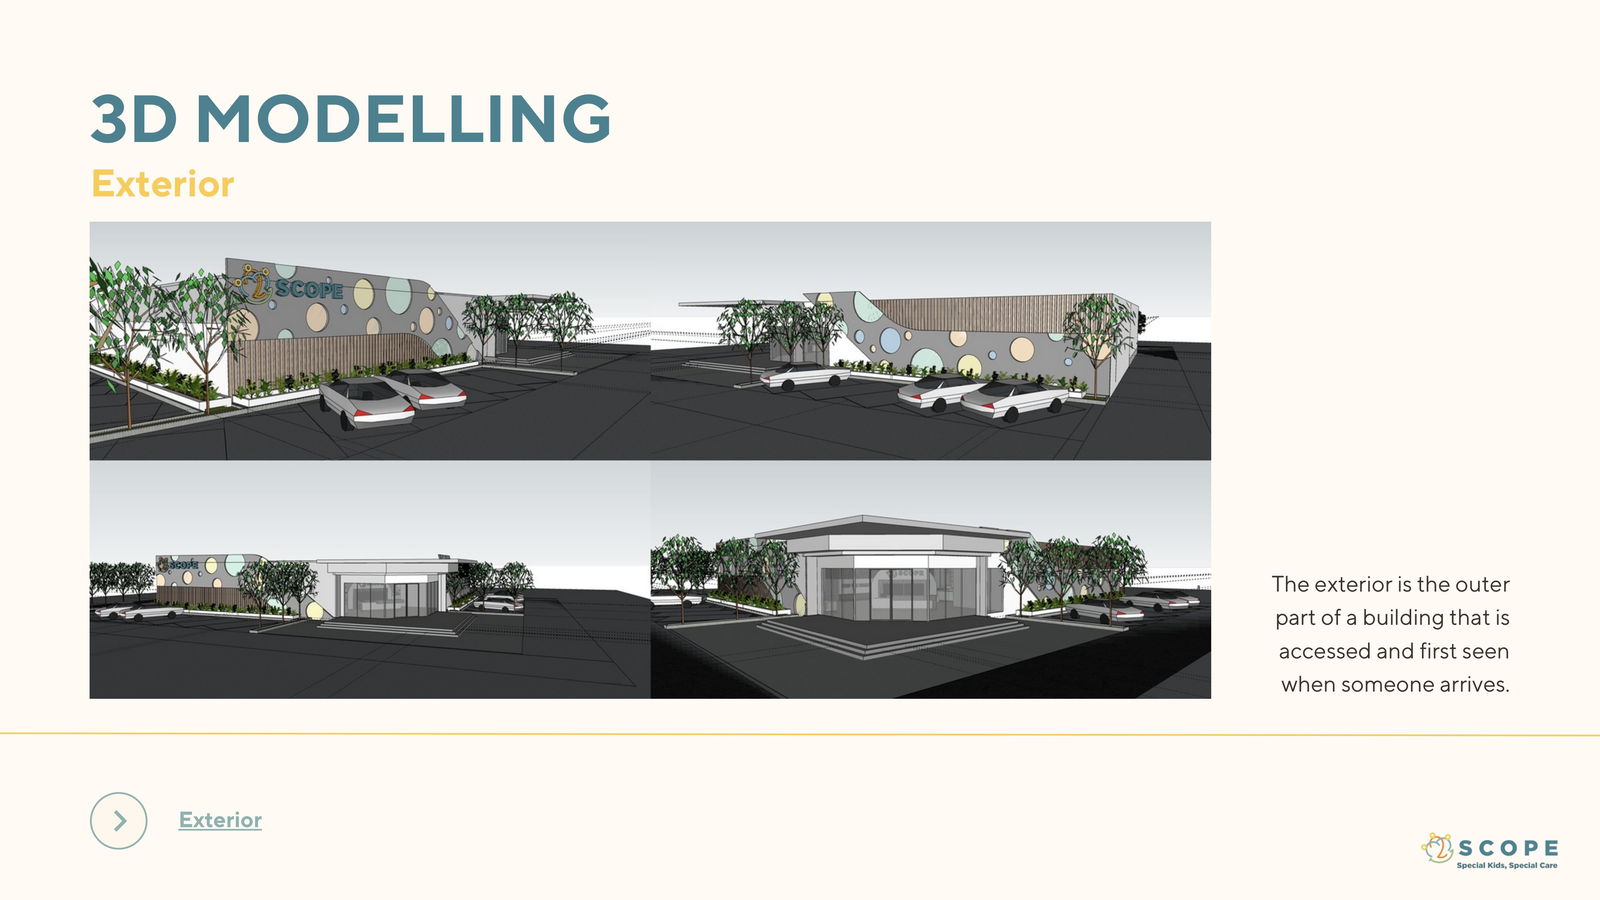 3D MODELLING
Exterior
SCOPE
SCOPE
The exterior is the outer
part of a building that is
accessed and first seen
when someone arrives.
Exterior
SCOPE
Special Kids, Special Care